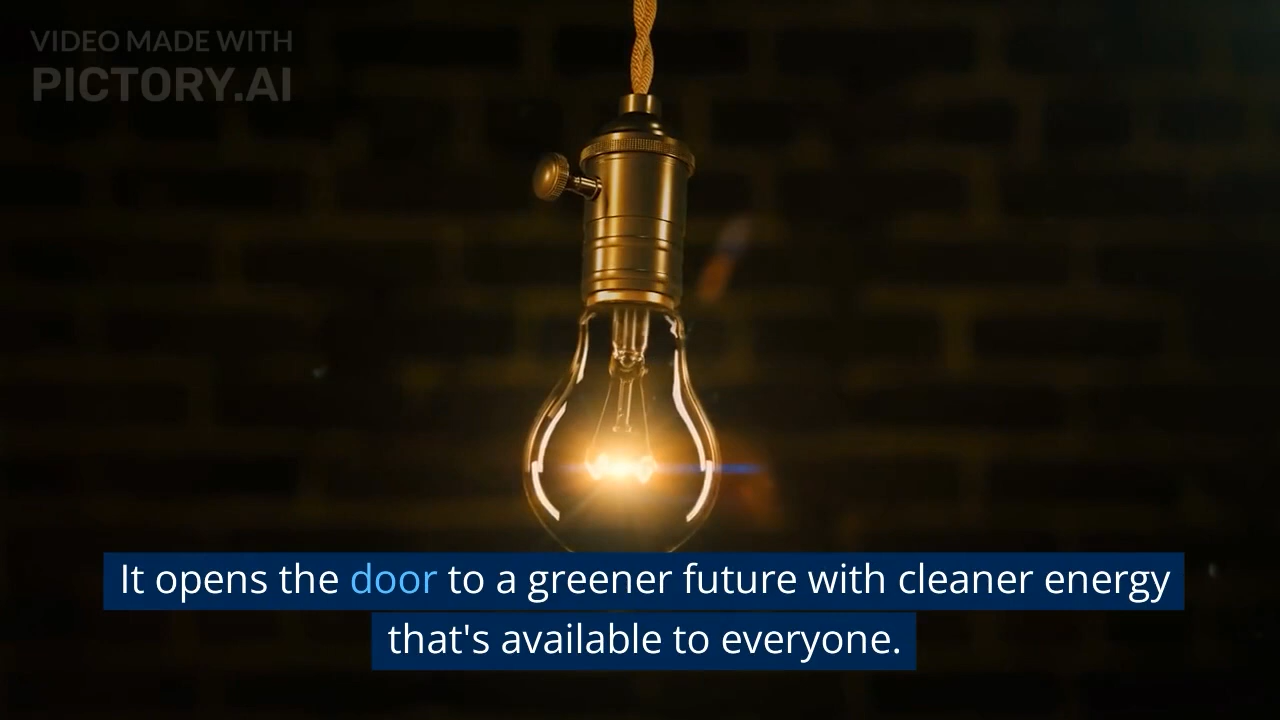 VIDEO MADE WITH
PICTORY.AI
It opens the door to a greener future with cleaner energy
that's available to everyone.